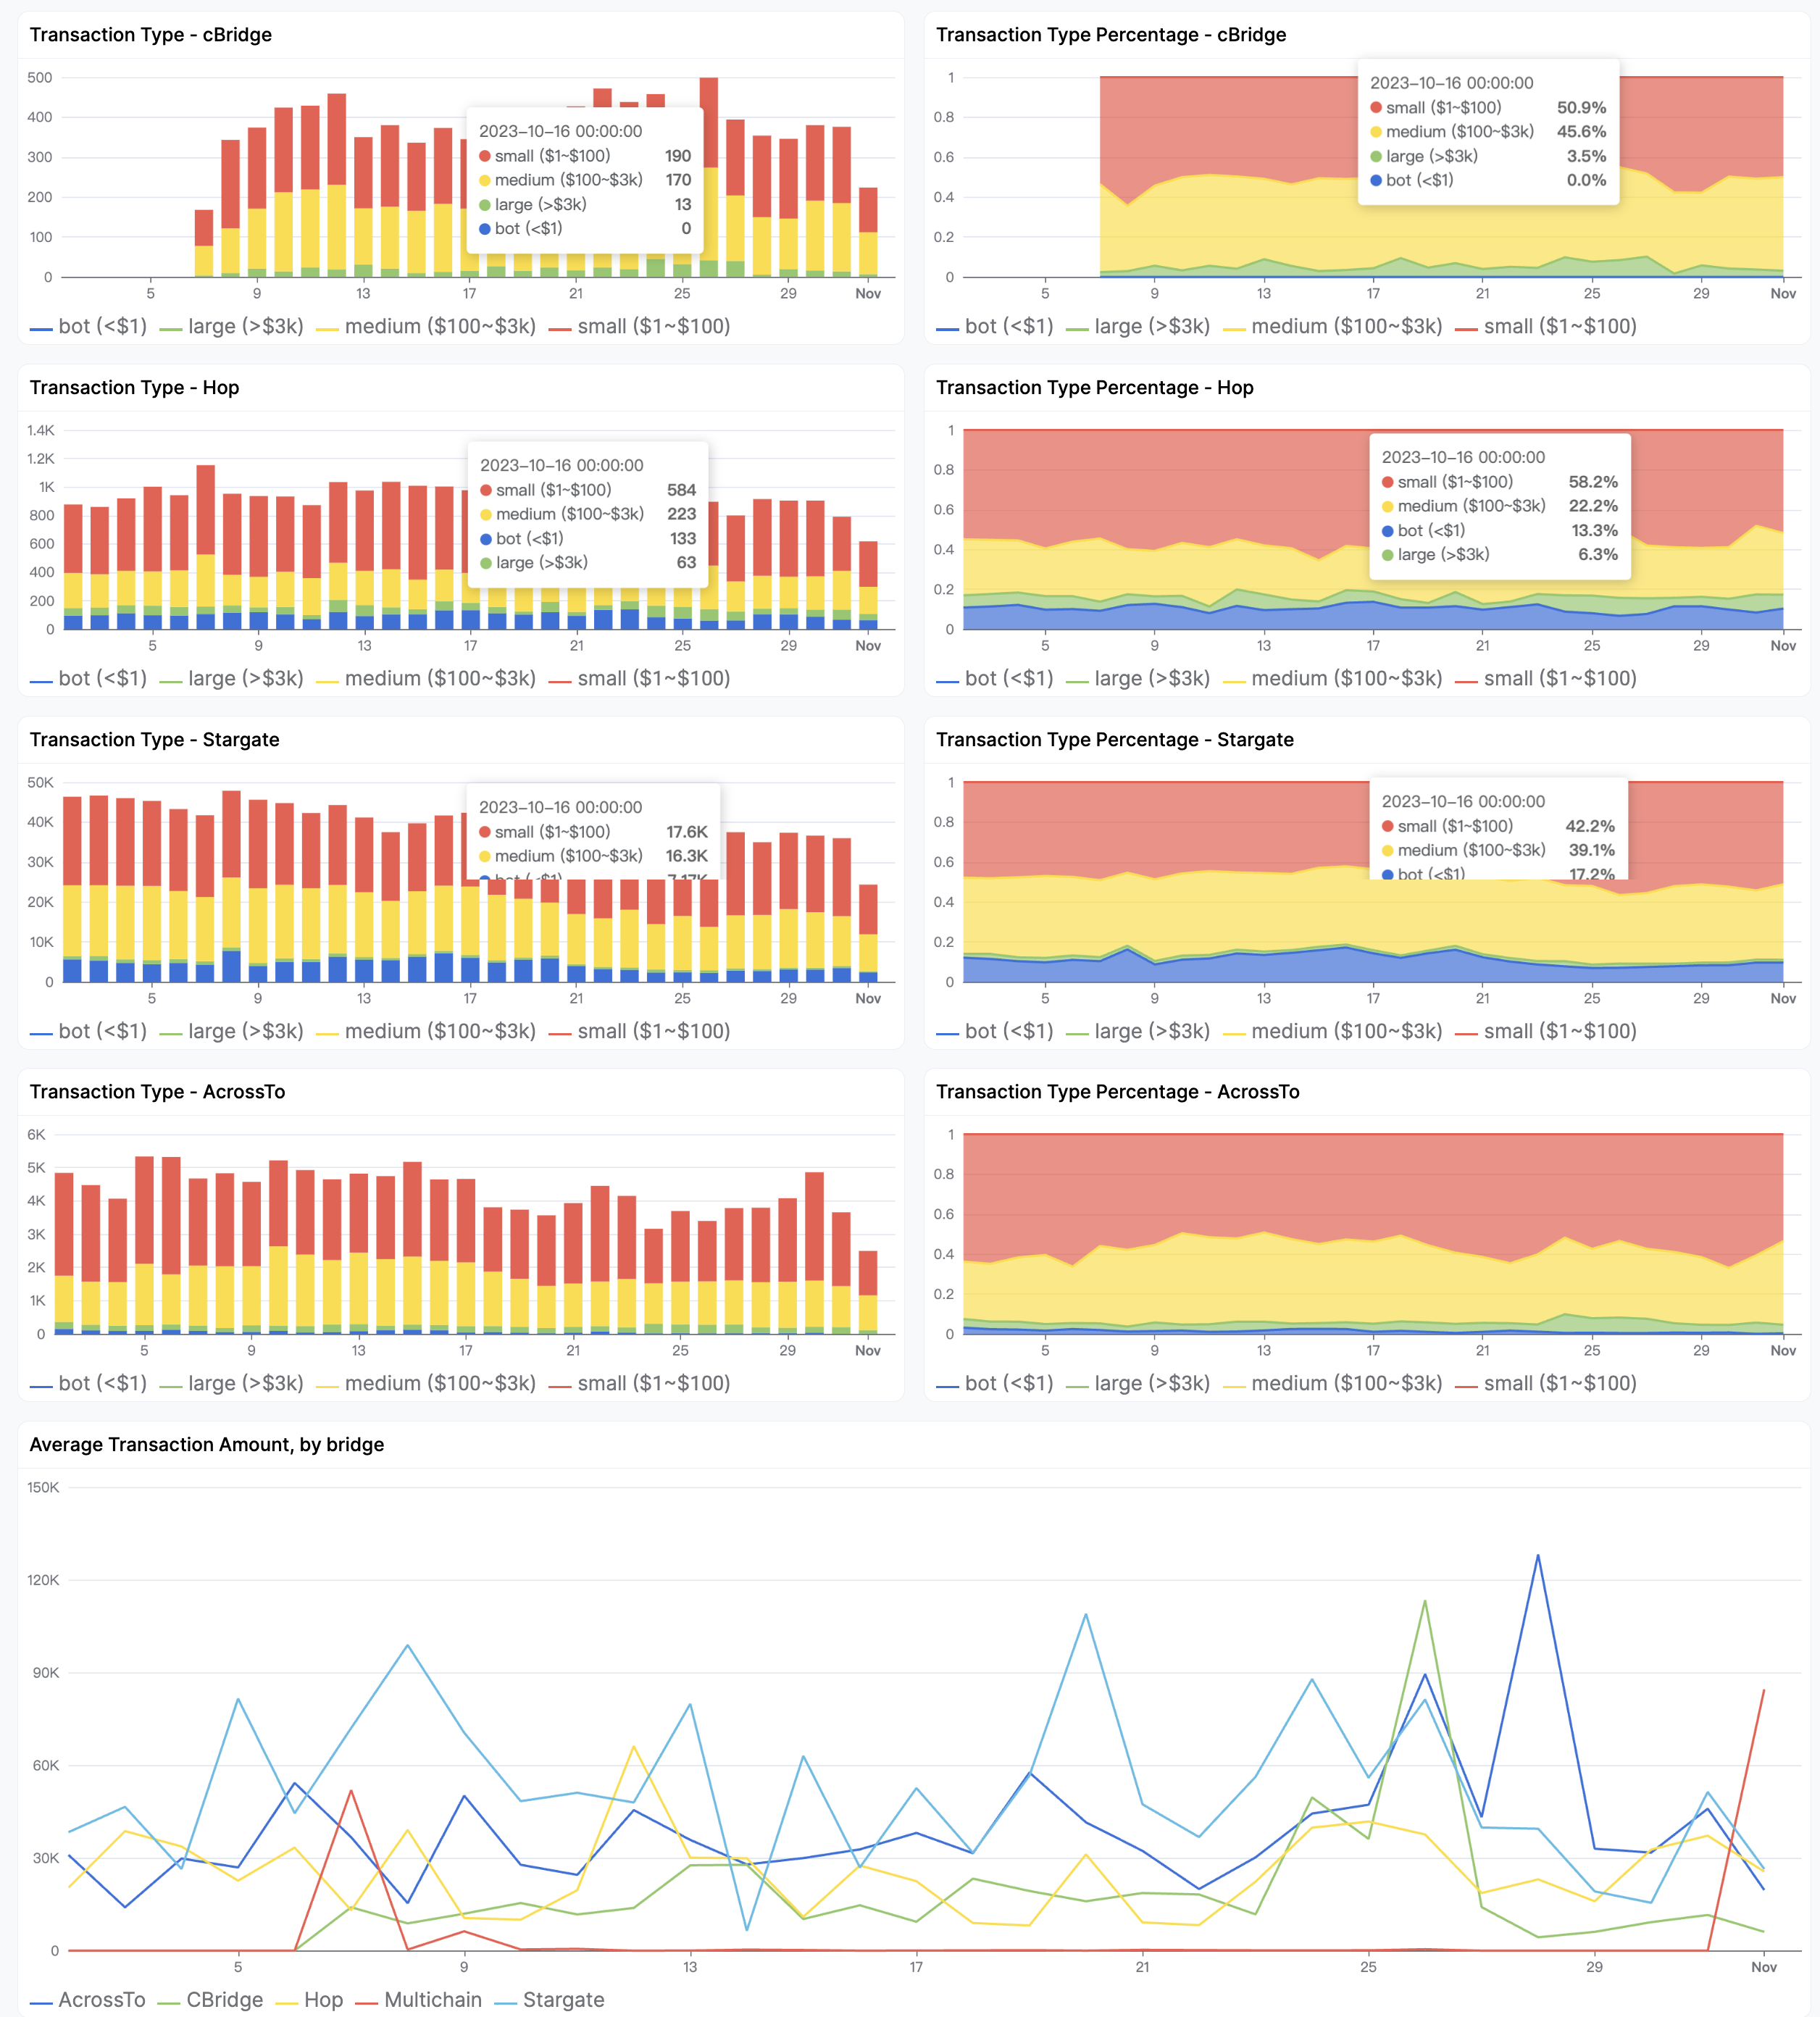 Transaction Type - cBridge
500
400
300
200
100
0
2023-10-16 00:00:00
small ($1~$100) 190
medium ($100~$3k) 170
large (>$3k) 13
bot (<$1) 0
5 9 13 17 21 25 29 Nov
bot (<$1) large (>$3k) medium ($100~$3k) small ($1~$100)
Transaction Type Percentage - cBridge
1
0.8
0.6
0.4
0.2
0
2023-10-16 00:00:00
small ($1~$100) 50.9%
medium ($100~$3k) 45.6%
large (>$3k) 3.5%
bot (<$1) 0.0%
5 9 13 17 21 25 29 Nov
bot (<$1) large (>$3k) medium ($100~$3k) small ($1~$100)
Transaction Type - Hop
1.4K
1.2K
1K
800
600
400
200
0
2023-10-16 00:00:00
small ($1~$100) 584
medium ($100~$3k) 223
bot (<$1) 133
large (>$3k) 63
5 9 13 17 21 25 29 Nov
bot (<$1) large (>$3k) medium ($100~$3k) small ($1~$100)
Transaction Type Percentage - Hop
1
0.8
0.6
0.4
0.2
0
2023-10-16 00:00:00
small ($1~$100) 58.2%
medium ($100~$3k) 22.2%
bot (<$1) 13.3%
large (>$3k) 6.3%
5 9 13 17 21 25 29 Nov
bot (<$1) large (>$3k) medium ($100~$3k) small ($1~$100)
Transaction Type - Stargate
50K
40K
30K
20K
10K
0
2023-10-16 00:00:00
small ($1~$100) 17.6K
medium ($100~$3k) 16.3K
bot (<$1) 7.17K
5 9 13 17 21 25 29 Nov
bot (<$1) large (>$3k) medium ($100~$3k) small ($1~$100)
Transaction Type Percentage - Stargate
1
0.8
0.6
0.4
0.2
0
2023-10-16 00:00:00
small ($1~$100) 42.2%
medium ($100~$3k) 39.1%
bot (<$1) 17.2%
5 9 13 17 21 25 29 Nov
bot (<$1) large (>$3k) medium ($100~$3k) small ($1~$100)
Transaction Type - AcrossTo
6K
5K
4K
3K
2K
1K
0
5 9 13 17 21 25 29 Nov
bot (<$1) large (>$3k) medium ($100~$3k) small ($1~$100)
Transaction Type Percentage - AcrossTo
1
0.8
0.6
0.4
0.2
0
5 9 13 17 21 25 29 Nov
bot (<$1) large (>$3k) medium ($100~$3k) small ($1~$100)
Average Transaction Amount, by bridge
150K
120K
90K
60K
30K
0
5 9 13 17 21 25 29 Nov
AcrossTo CBridge Hop Multichain Stargate